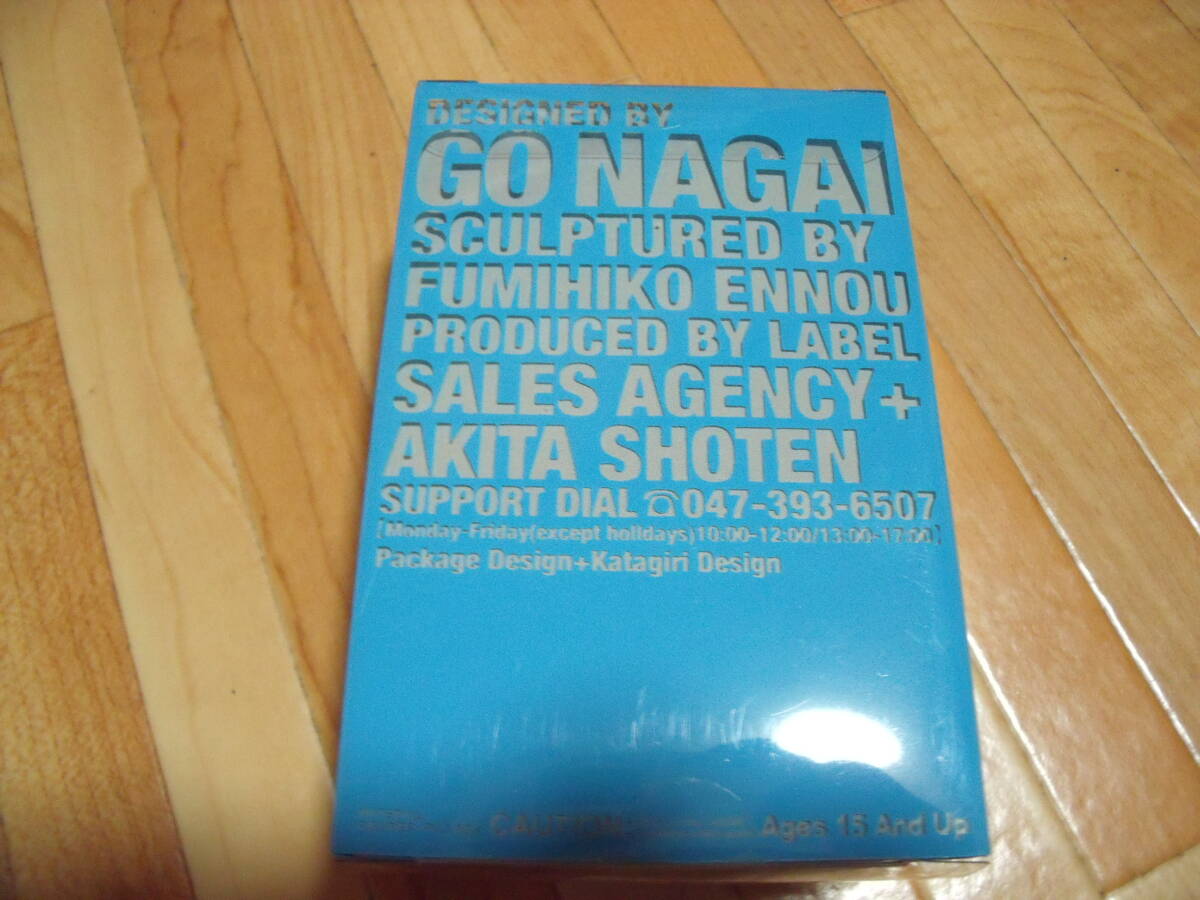 DESIGNED BY
GO NAGAI
SCULPTURED BY
FUMIHIKO ENNOU
PRODUCED BY LABEL
SALES AGENCY+
AKITA SHOTEN
SUPPORT DIAL ☎047-393-6507
[Monday-Friday(except holidays)10:00-12:00/13:00-17:00]
Package Design+Katagiri Design
CAUTION Ages 15 And Up